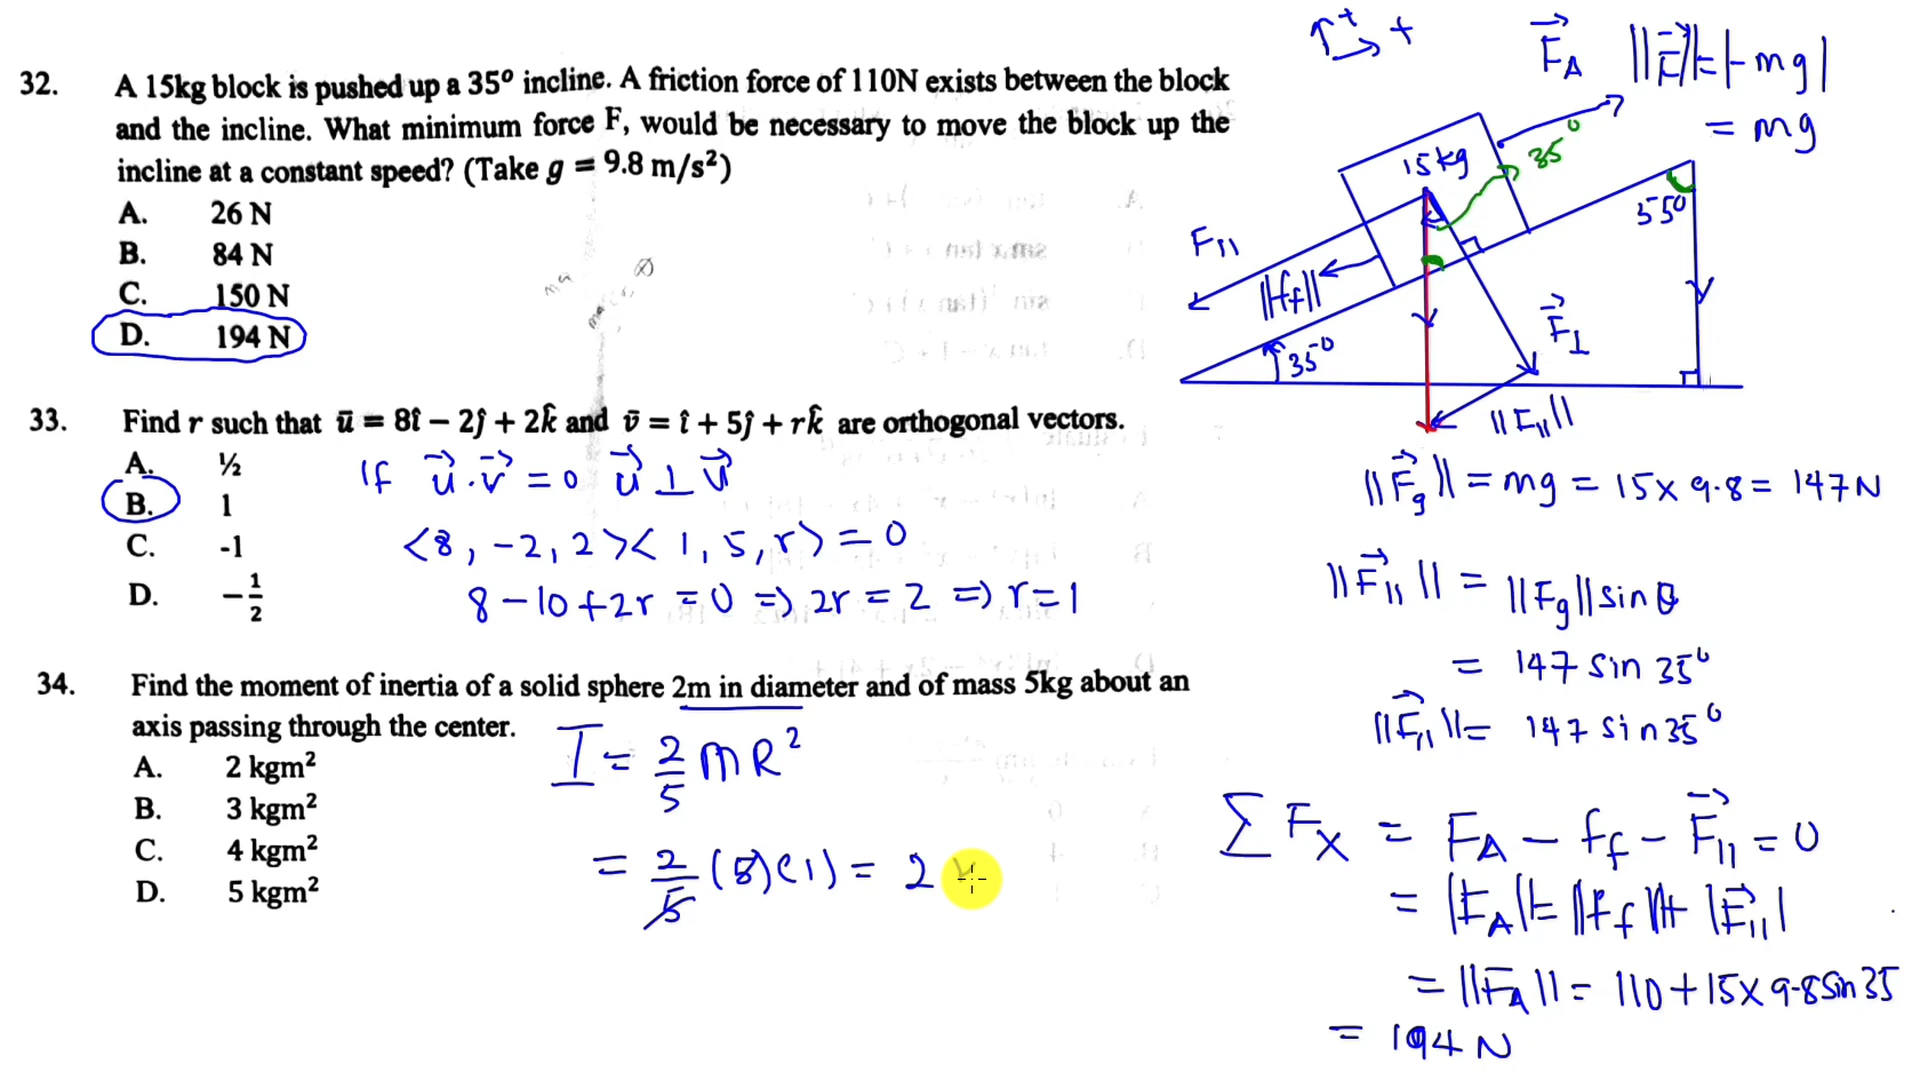 32. A 15kg block is pushed up a 35° incline. A friction force of 110N exists between the block
and the incline. What minimum force F, would be necessary to move the block up the
incline at a constant speed? (Take g = 9.8 m/s²)
A. 26 N
B. 84 N
C. 150 N
D. 194 N
33. Find r such that ū = 8î − 2ĵ + 2k̂ and v̄ = î + 5ĵ + rk̂ are orthogonal vectors.
A. ½
B. 1
C. -1
D. −1/2
If u⃗ . v⃗ = 0 u⃗ ⊥ v⃗
<8, -2, 2><1, 5, r> = 0
8 - 10 + 2r = 0 => 2r = 2 => r = 1
34. Find the moment of inertia of a solid sphere 2m in diameter and of mass 5kg about an
axis passing through the center.
A. 2 kgm²
B. 3 kgm²
C. 4 kgm²
D. 5 kgm²
I = 2/5 MR²
= 2/5 (5)(1) = 2
+ +
F⃗A ||F⃗|| = |-mg|
= mg
15kg
35°
55°
F||
||Ff||
F⃗⊥
35°
||F||||
||F⃗g|| = mg = 15 x 9.8 = 147N
||F⃗|| || = ||Fg|| sin θ
= 147 sin 35°
||F⃗|| || = 147 sin 35°
∑Fx = FA - ff - F⃗|| = 0
= |FA| = ||Ff|| + |F⃗|||
= ||FA|| = 110 + 15 x 9.8 sin 35
= 194 N